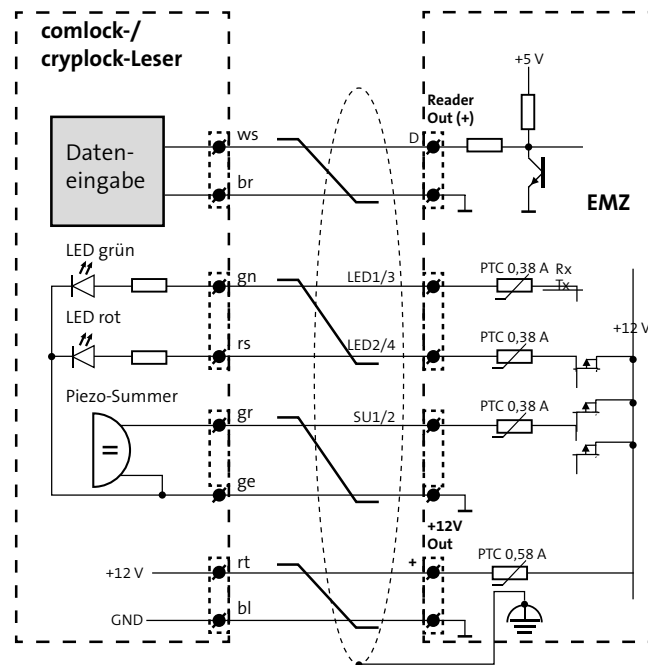 comlock-/
cryplock-Leser
+5 V
Reader
Out (+)
ws
D
Daten-
eingabe
br
EMZ
LED grün
gn
LED1/3
PTC 0,38 A
Rx
Tx
LED rot
rs
LED2/4
PTC 0,38 A
+12 V
Piezo-Summer
gr
SU1/2
PTC 0,38 A
=
ge
+12V
Out
+12 V
rt
+
PTC 0,58 A
GND
bl